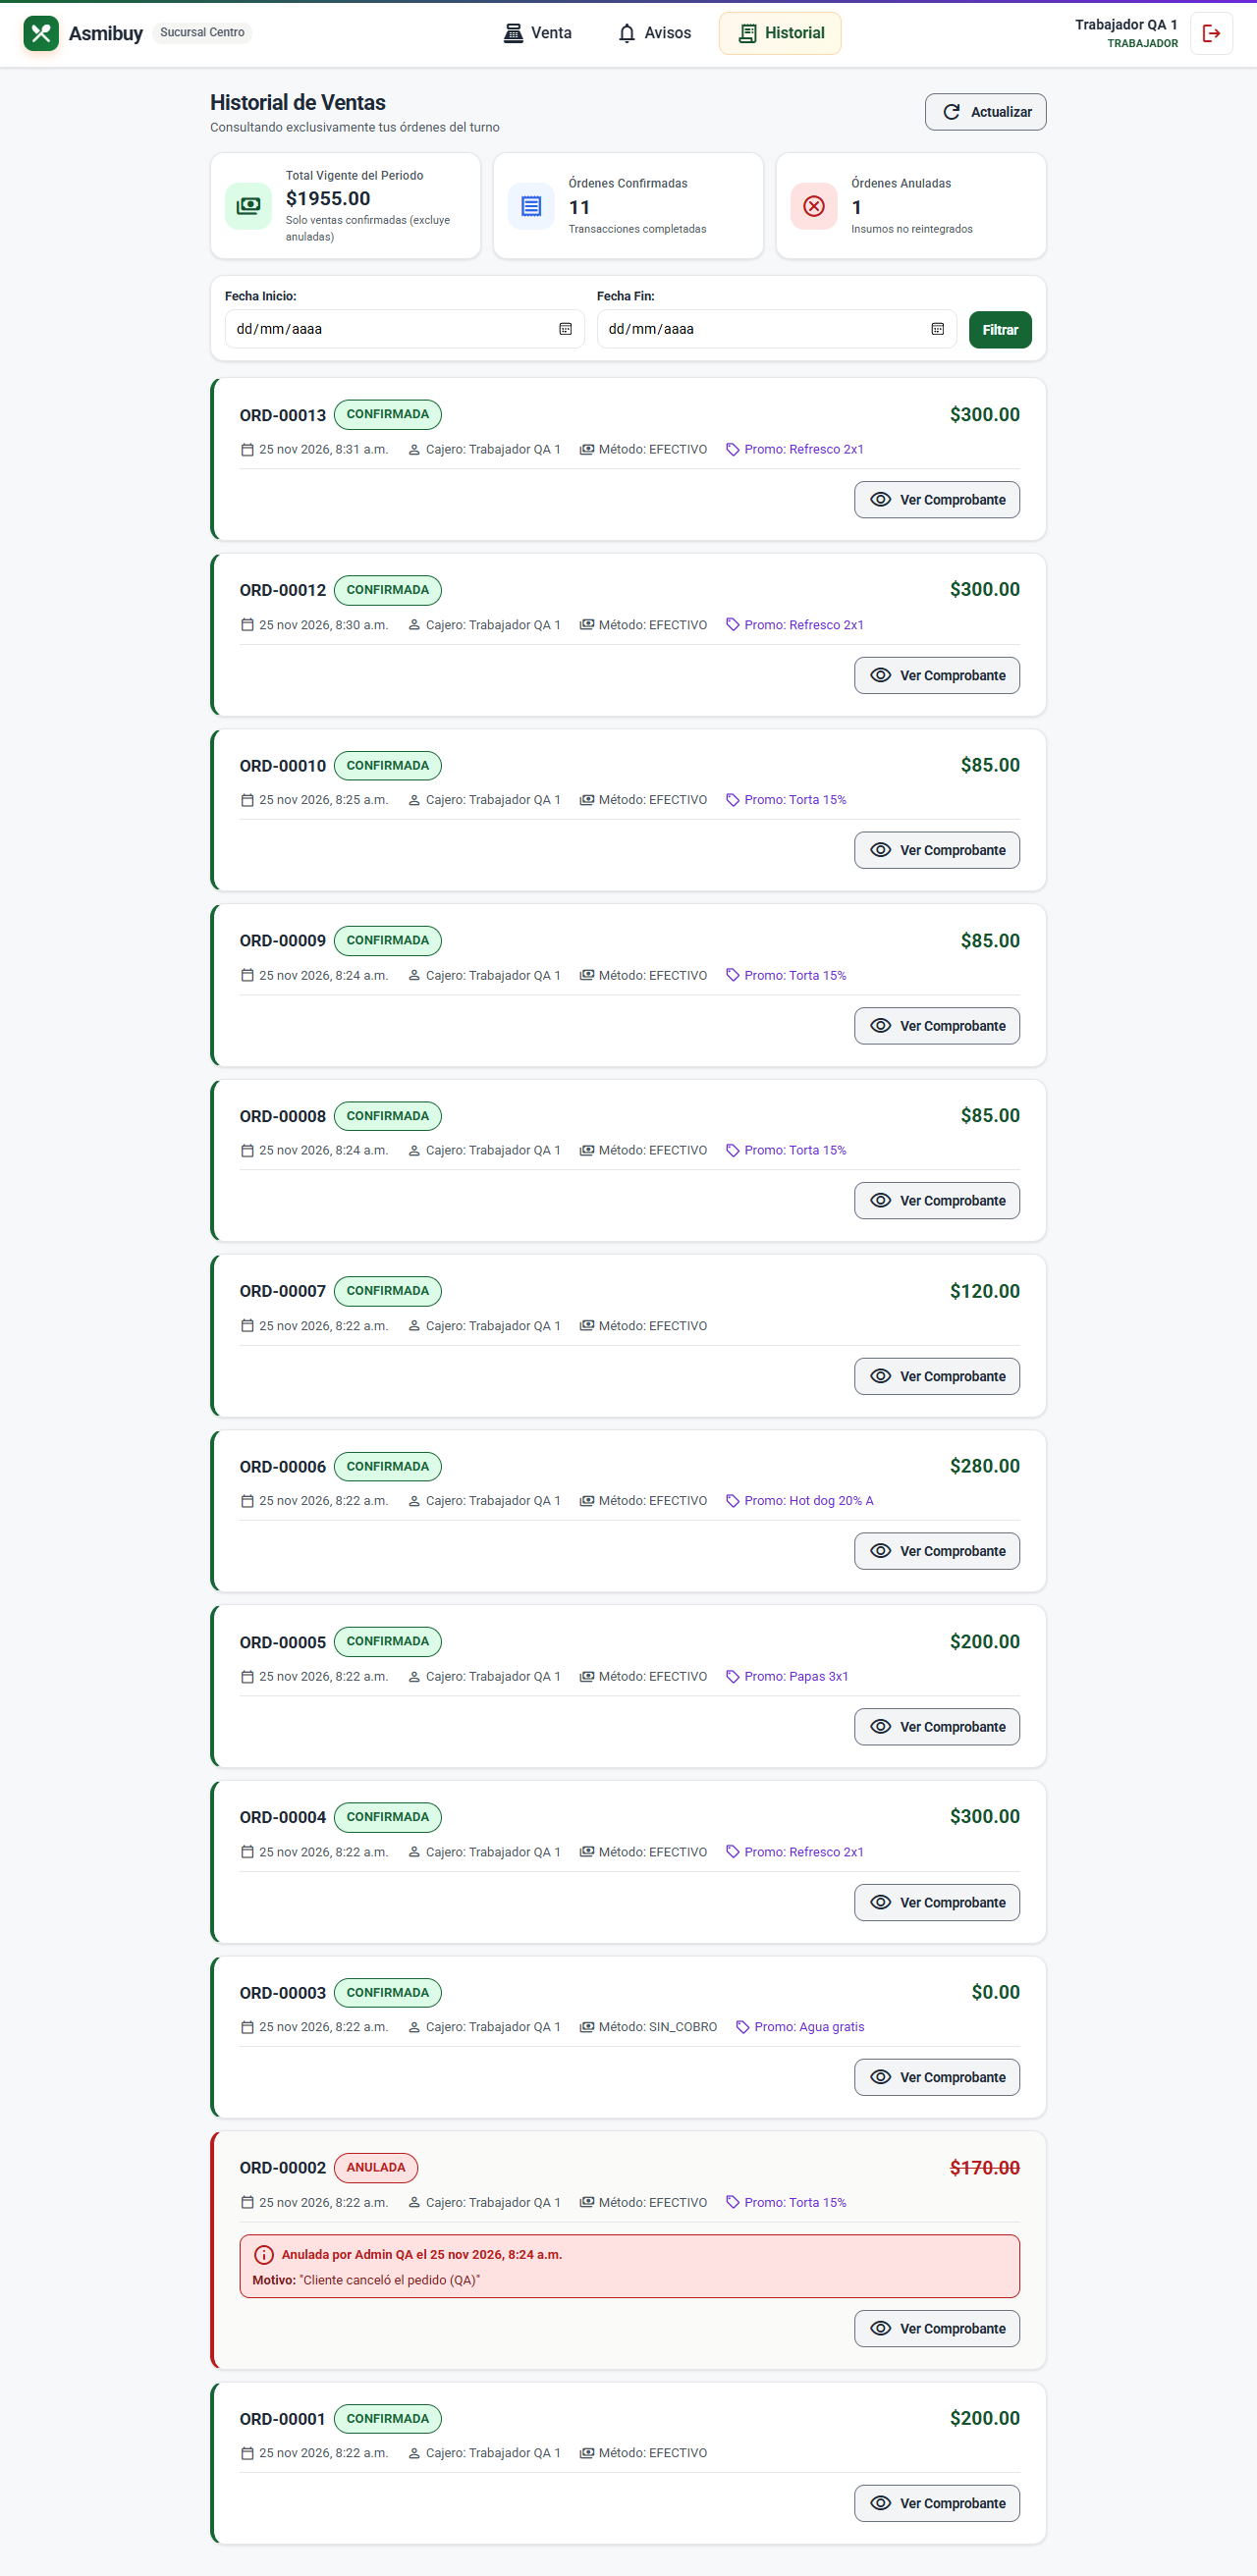 Asmibuy Sucursal Centro Venta Avisos Historial Trabajador QA 1
TRABAJADOR
Historial de Ventas
Consultando exclusivamente tus órdenes del turno
Actualizar
Total Vigente del Periodo
$1955.00
Solo ventas confirmadas (excluye
anuladas)
Órdenes Confirmadas
11
Transacciones completadas
Órdenes Anuladas
1
Insumos no reintegrados
Fecha Inicio: Fecha Fin:
dd/mm/aaaa dd/mm/aaaa Filtrar
ORD-00013 CONFIRMADA $300.00
25 nov 2026, 8:31 a.m. Cajero: Trabajador QA 1 Método: EFECTIVO Promo: Refresco 2x1
Ver Comprobante
ORD-00012 CONFIRMADA $300.00
25 nov 2026, 8:30 a.m. Cajero: Trabajador QA 1 Método: EFECTIVO Promo: Refresco 2x1
Ver Comprobante
ORD-00010 CONFIRMADA $85.00
25 nov 2026, 8:25 a.m. Cajero: Trabajador QA 1 Método: EFECTIVO Promo: Torta 15%
Ver Comprobante
ORD-00009 CONFIRMADA $85.00
25 nov 2026, 8:24 a.m. Cajero: Trabajador QA 1 Método: EFECTIVO Promo: Torta 15%
Ver Comprobante
ORD-00008 CONFIRMADA $85.00
25 nov 2026, 8:24 a.m. Cajero: Trabajador QA 1 Método: EFECTIVO Promo: Torta 15%
Ver Comprobante
ORD-00007 CONFIRMADA $120.00
25 nov 2026, 8:22 a.m. Cajero: Trabajador QA 1 Método: EFECTIVO
Ver Comprobante
ORD-00006 CONFIRMADA $280.00
25 nov 2026, 8:22 a.m. Cajero: Trabajador QA 1 Método: EFECTIVO Promo: Hot dog 20% A
Ver Comprobante
ORD-00005 CONFIRMADA $200.00
25 nov 2026, 8:22 a.m. Cajero: Trabajador QA 1 Método: EFECTIVO Promo: Papas 3x1
Ver Comprobante
ORD-00004 CONFIRMADA $300.00
25 nov 2026, 8:22 a.m. Cajero: Trabajador QA 1 Método: EFECTIVO Promo: Refresco 2x1
Ver Comprobante
ORD-00003 CONFIRMADA $0.00
25 nov 2026, 8:22 a.m. Cajero: Trabajador QA 1 Método: SIN_COBRO Promo: Agua gratis
Ver Comprobante
ORD-00002 ANULADA $170.00
25 nov 2026, 8:22 a.m. Cajero: Trabajador QA 1 Método: EFECTIVO Promo: Torta 15%
Anulada por Admin QA el 25 nov 2026, 8:24 a.m.
Motivo: "Cliente canceló el pedido (QA)"
Ver Comprobante
ORD-00001 CONFIRMADA $200.00
25 nov 2026, 8:22 a.m. Cajero: Trabajador QA 1 Método: EFECTIVO
Ver Comprobante